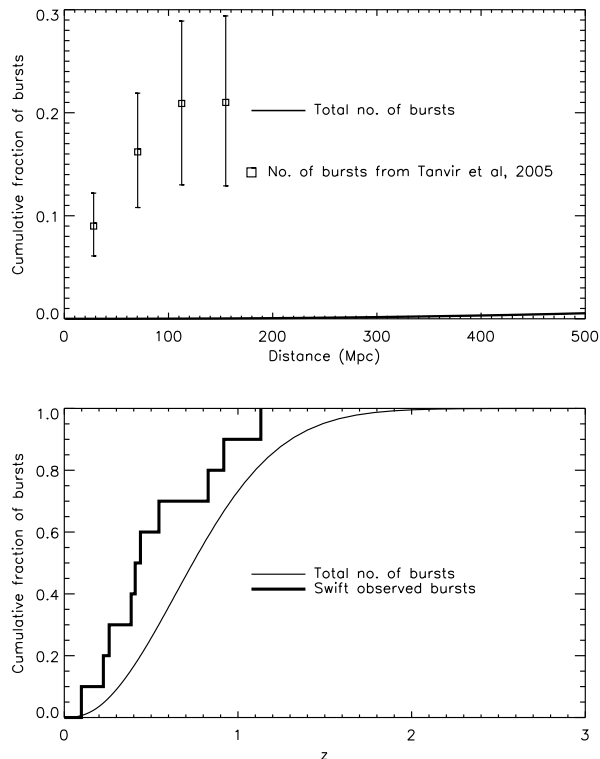 0.3
0.2
0.1
0.0
Cumulative fraction of bursts
Total no. of bursts
No. of bursts from Tanvir et al, 2005
0 100 200 300 400 500
Distance (Mpc)
1.0
0.8
0.6
0.4
0.2
0.0
Cumulative fraction of bursts
Total no. of bursts
Swift observed bursts
0 1 2 3
z